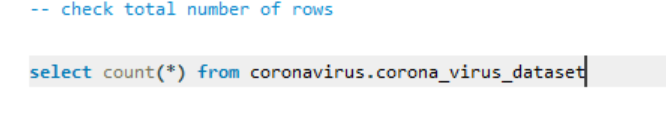 -- check total number of rows
select count(*) from coronavirus.corona_virus_dataset